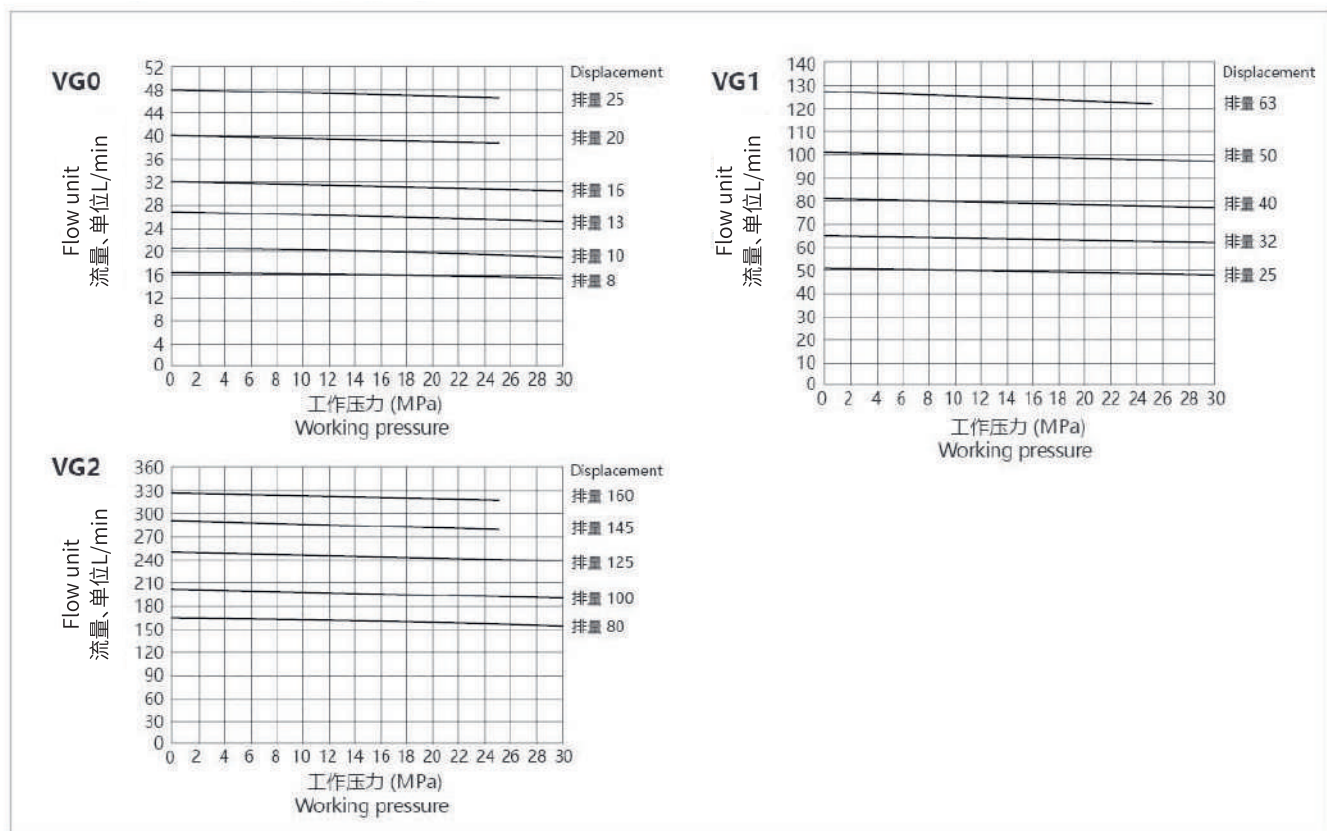 VG0
Flow unit
流量、单位L/min
52
48
44
40
36
32
28
24
20
16
12
8
4
0
0 2 4 6 8 10 12 14 16 18 20 22 24 26 28 30
工作压力 (MPa)
Working pressure
Displacement
排量 25
排量 20
排量 16
排量 13
排量 10
排量 8
VG1
Flow unit
流量、单位L/min
140
130
120
110
100
90
80
70
60
50
40
30
20
10
0
0 2 4 6 8 10 12 14 16 18 20 22 24 26 28 30
工作压力 (MPa)
Working pressure
Displacement
排量 63
排量 50
排量 40
排量 32
排量 25
VG2
Flow unit
流量、单位L/min
360
330
300
270
240
210
180
150
120
90
60
30
0
0 2 4 6 8 10 12 14 16 18 20 22 24 26 28 30
工作压力 (MPa)
Working pressure
Displacement
排量 160
排量 145
排量 125
排量 100
排量 80